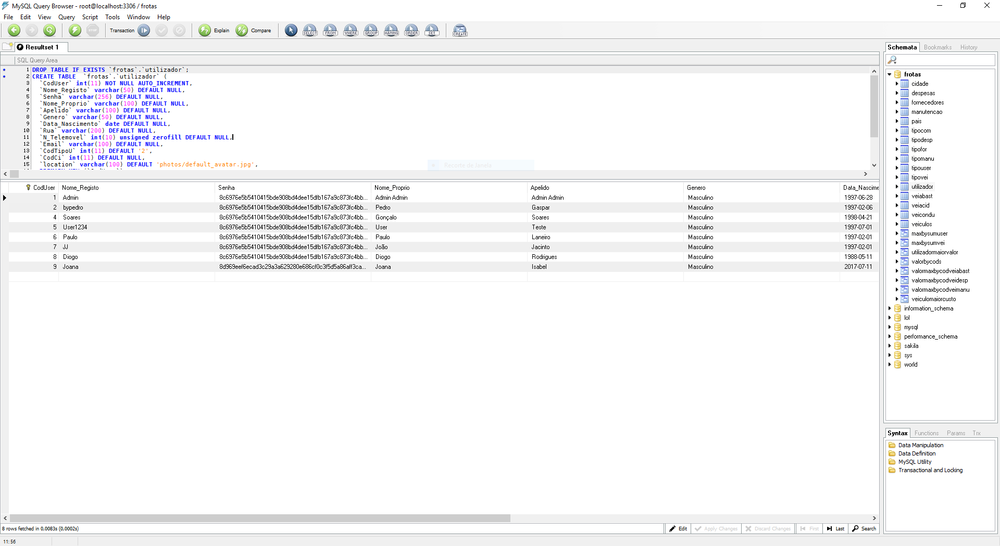 MySQL Query Browser - root@localhost:3306 / frotas
File Edit View Query Script Tools Window Help
STOP Transaction Explain Compare SELECT FROM WHERE GROUP HAVING ORDER SET CREATE
Resultset 1
SQL Query Area
1 DROP TABLE IF EXISTS `frotas`.`utilizador`;
2 CREATE TABLE `frotas`.`utilizador` (
3 `CodUser` int(11) NOT NULL AUTO_INCREMENT,
4 `Nome_Registo` varchar(50) DEFAULT NULL,
5 `Senha` varchar(256) DEFAULT NULL,
6 `Nome_Proprio` varchar(100) DEFAULT NULL,
7 `Apelido` varchar(100) DEFAULT NULL,
8 `Genero` varchar(50) DEFAULT NULL,
9 `Data_Nascimento` date DEFAULT NULL,
10 `Rua` varchar(200) DEFAULT NULL,
11 `N_Telemovel` int(10) unsigned zerofill DEFAULT NULL,
12 `Email` varchar(100) DEFAULT NULL,
13 `CodTipoU` int(11) DEFAULT '2',
14 `CodCi` int(11) DEFAULT NULL,
15 `location` varchar(100) DEFAULT 'photos/default_avatar.jpg',
Recorte de Janela
CodUser Nome_Registo Senha Nome_Proprio Apelido Genero Data_Nascime
1 Admin 8c6976e5b5410415bde908bd4dee15dfb167a9c873fc4bb... Admin Admin Admin Admin Masculino 1997-06-28
2 bypedro 8c6976e5b5410415bde908bd4dee15dfb167a9c873fc4bb... Pedro Gaspar Masculino 1997-02-06
4 Soares 8c6976e5b5410415bde908bd4dee15dfb167a9c873fc4bb... Gonçalo Soares Masculino 1998-04-21
5 User1234 8c6976e5b5410415bde908bd4dee15dfb167a9c873fc4bb... User Teste Masculino 1997-07-01
6 Paulo 8c6976e5b5410415bde908bd4dee15dfb167a9c873fc4bb... Paulo Laneiro Masculino 1997-02-01
7 JJ 8c6976e5b5410415bde908bd4dee15dfb167a9c873fc4bb... João Jacinto Masculino 1997-02-01
8 Diogo 8c6976e5b5410415bde908bd4dee15dfb167a9c873fc4bb... Diogo Rodrigues Masculino 1988-05-11
9 Joana 8d969eef6ecad3c29a3a629280e686cf0c3f5d5a86aff3ca... Joana Isabel Masculino 2017-07-11
8 rows fetched in 0,0083s (0,0002s)
Edit Apply Changes Discard Changes First Last Search
11:56
Schemata Bookmarks History
frotas
cidade
despesas
fornecedores
manutencao
pais
tipocom
tipodesp
tipofor
tipomanu
tipouser
tipovei
utilizador
veiabast
veiacid
veicondu
veiculos
maxbysumuser
maxbysumvei
utilizadormaiorvalor
valorbycods
valormaxbycodveiabast
valormaxbycodveidesp
valormaxbycodveimanu
veiculomaiorcusto
information_schema
lol
mysql
performance_schema
sakila
sys
world
Syntax Functions Params Trx
Data Manipulation
Data Definition
MySQL Utility
Transactional and Locking